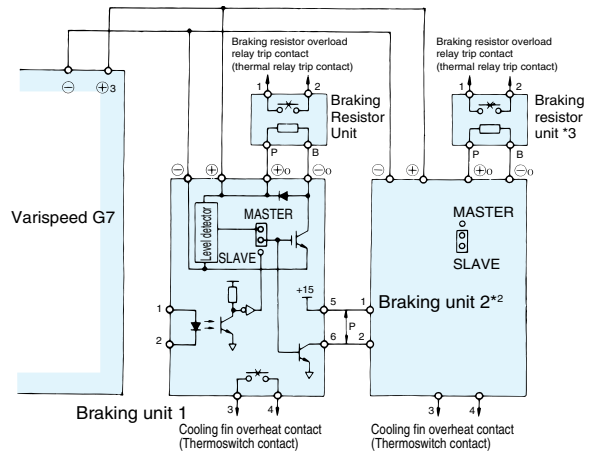 Braking resistor overload
relay trip contact
(thermal relay trip contact)
Braking resistor overload
relay trip contact
(thermal relay trip contact)
1 2
Braking
Resistor
Unit
1 2
Braking
resistor
unit *3
⊖ ⊕3
P B
P B
⊖ ⊕ ⊕0 ⊖0
⊖ ⊕ ⊕0 ⊖0
Varispeed G7
Level detector
MASTER
SLAVE
MASTER
SLAVE
+15
1
2
5
6
P
1
2
Braking unit 2*2
3 4
3 4
Braking unit 1
Cooling fin overheat contact
(Thermoswitch contact)
Cooling fin overheat contact
(Thermoswitch contact)